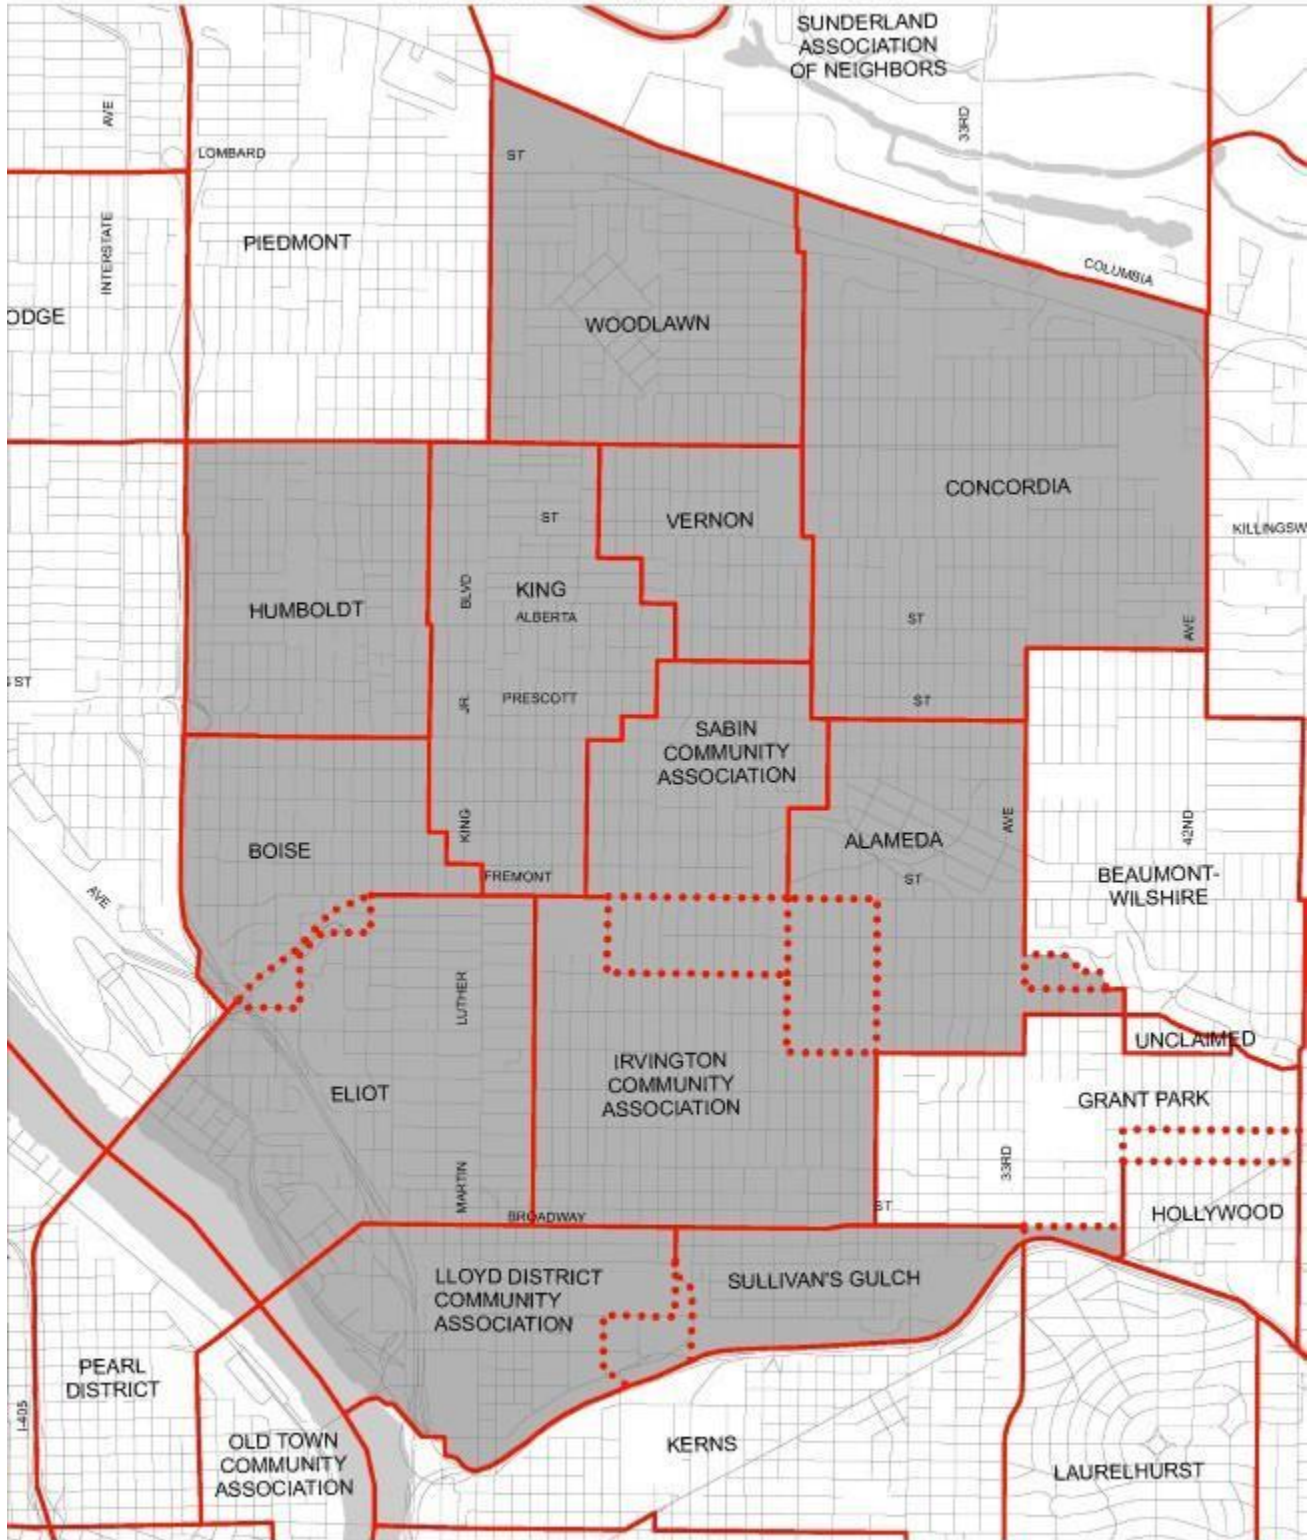 SUNDERLAND
ASSOCIATION
OF NEIGHBORS
AVE
33RD
LOMBARD
ST
INTERSTATE
PIEDMONT
COLUMBIA
ODGE
WOODLAWN
CONCORDIA
ST
VERNON
KILLINGSW
BLVD
KING
HUMBOLDT
ALBERTA
ST
AVE
ST
JR.
PRESCOTT
ST
SABIN
COMMUNITY
ASSOCIATION
KING
AVE
42ND
BOISE
ALAMEDA
FREMONT
ST
AVE
BEAUMONT-
WILSHIRE
LUTHER
UNCLAIMED
IRVINGTON
COMMUNITY
ASSOCIATION
ELIOT
GRANT PARK
33RD
MARTIN
BROADWAY
ST
HOLLYWOOD
LLOYD DISTRICT
COMMUNITY
ASSOCIATION
SULLIVAN'S GULCH
PEARL
DISTRICT
I-405
OLD TOWN
COMMUNITY
ASSOCIATION
KERNS
LAURELHURST